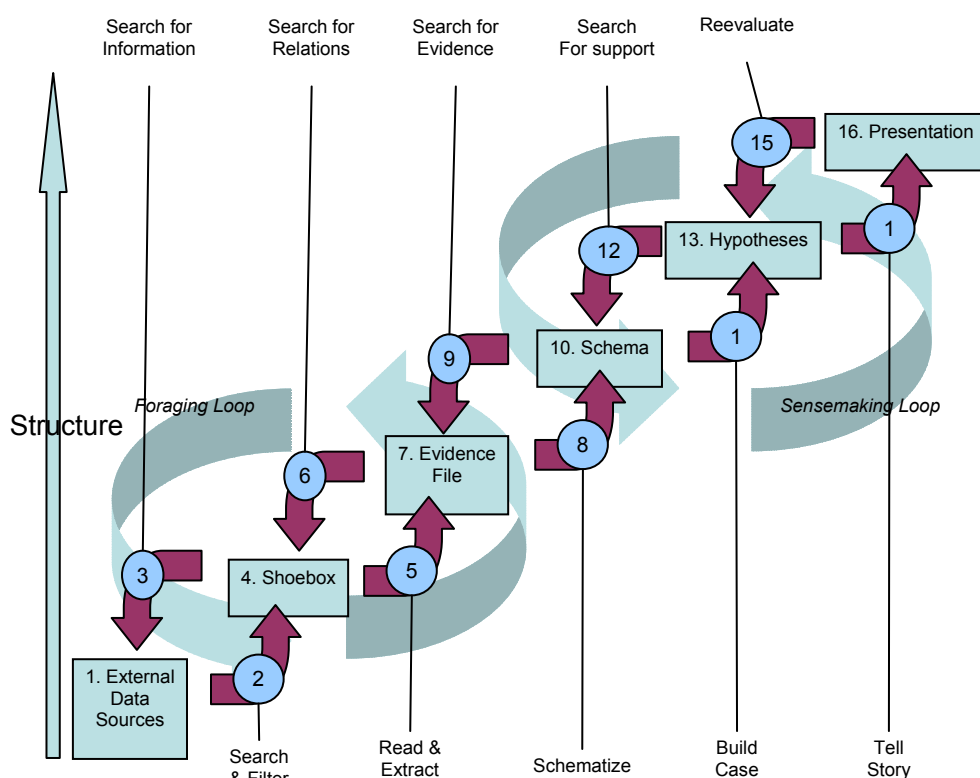 Search for
Information
Search for
Relations
Search for
Evidence
Search
For support
Reevaluate
15
16. Presentation
12
13. Hypotheses
1
1
9
10. Schema
Foraging Loop
Sensemaking Loop
Structure
8
7. Evidence
File
6
3
4. Shoebox
5
1. External
Data
Sources
2
Search
& Filter
Read &
Extract
Schematize
Build
Case
Tell
Story